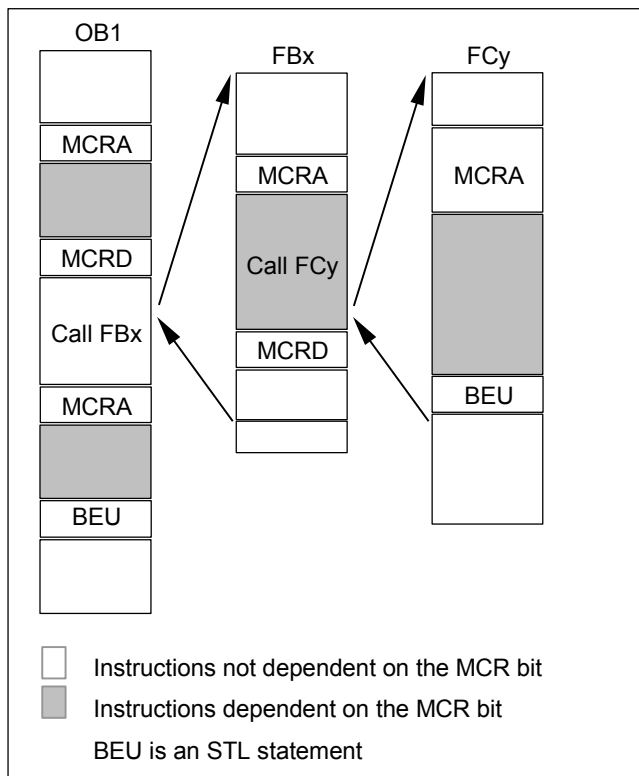 OB1
MCRA
MCRD
Call FBx
MCRA
BEU
FBx
MCRA
Call FCy
MCRD
FCy
MCRA
BEU
Instructions not dependent on the MCR bit
Instructions dependent on the MCR bit
BEU is an STL statement